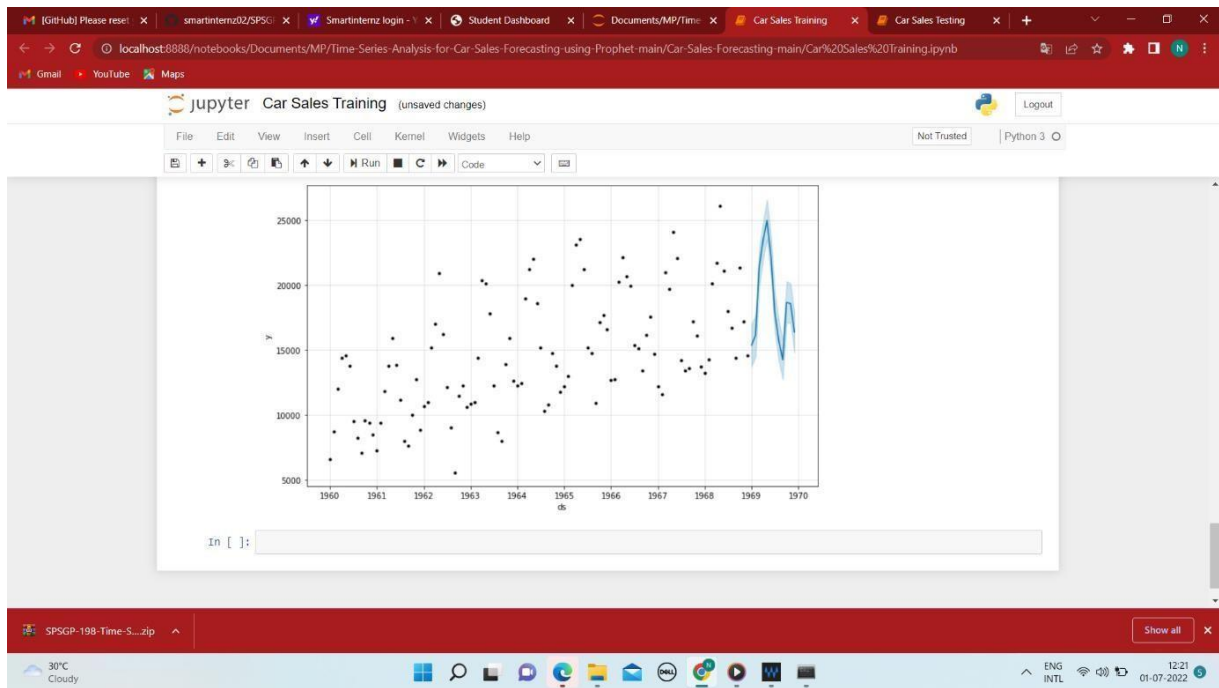 [GitHub] Please reset
smartinternz02/SPSG
Smartinternz login - Y
Student Dashboard
Documents/MP/Time
Car Sales Training
Car Sales Testing
localhost:8888/notebooks/Documents/MP/Time-Series-Analysis-for-Car-Sales-Forecasting-using-Prophet-main/Car-Sales-Forecasting-main/Car%20Sales%20Training.ipynb
N
Gmail YouTube Maps
jupyter Car Sales Training (unsaved changes)
Logout
File Edit View Insert Cell Kernel Widgets Help
Not Trusted
Python 3
Run
Code
25000
20000
y
15000
10000
5000
1960 1961 1962 1963 1964 1965 1966 1967 1968 1969 1970
ds
In [ ]:
SPSGP-198-Time-S....zip
Show all
30°C
Cloudy
DELL
N
W
ENG
INTL
12:21
01-07-2022
5